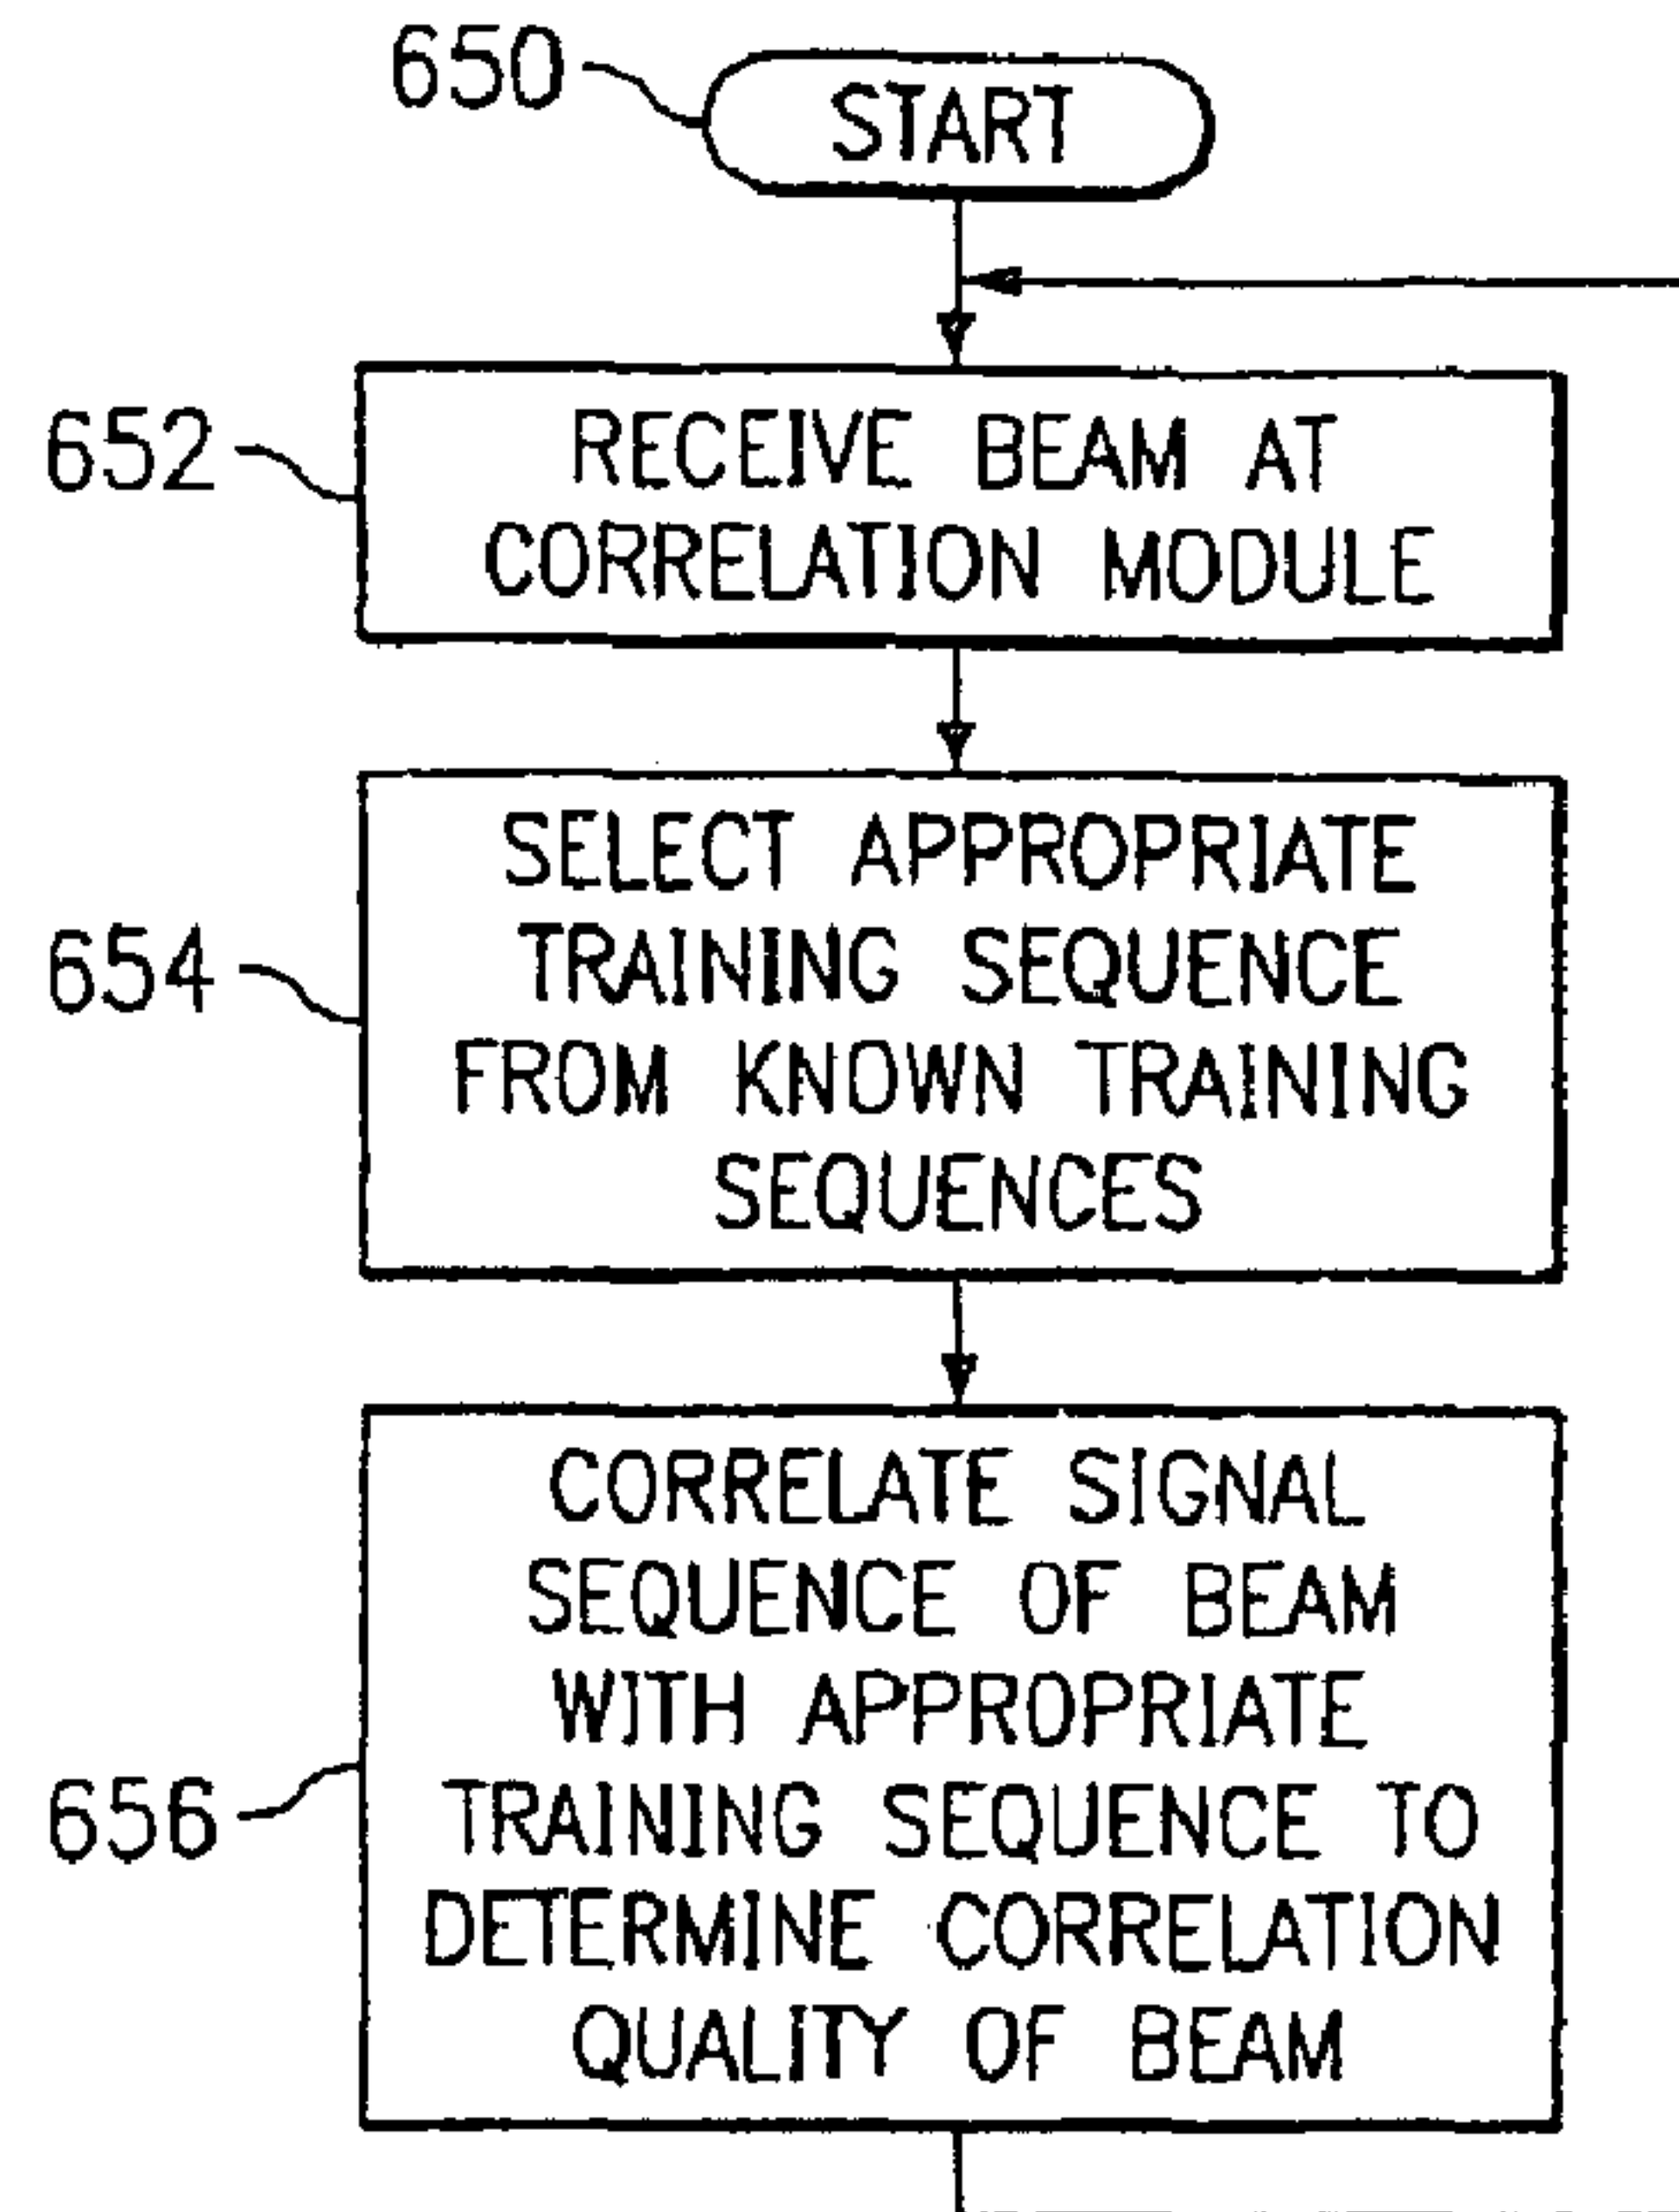 650
START
652
RECEIVE BEAM AT
CORRELATION MODULE
654
SELECT APPROPRIATE
TRAINING SEQUENCE
FROM KNOWN TRAINING
SEQUENCES
656
CORRELATE SIGNAL
SEQUENCE OF BEAM
WITH APPROPRIATE
TRAINING SEQUENCE TO
DETERMINE CORRELATION
QUALITY OF BEAM